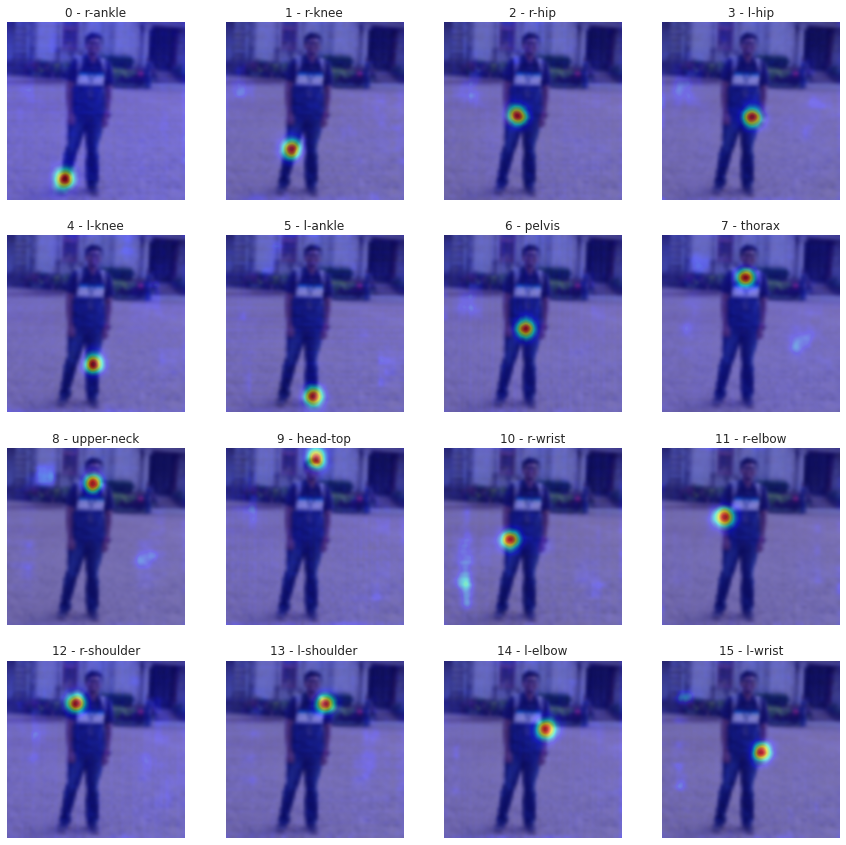 0 - r-ankle
1 - r-knee
2 - r-hip
3 - l-hip
4 - l-knee
5 - l-ankle
6 - pelvis
7 - thorax
8 - upper-neck
9 - head-top
10 - r-wrist
11 - r-elbow
12 - r-shoulder
13 - l-shoulder
14 - l-elbow
15 - l-wrist